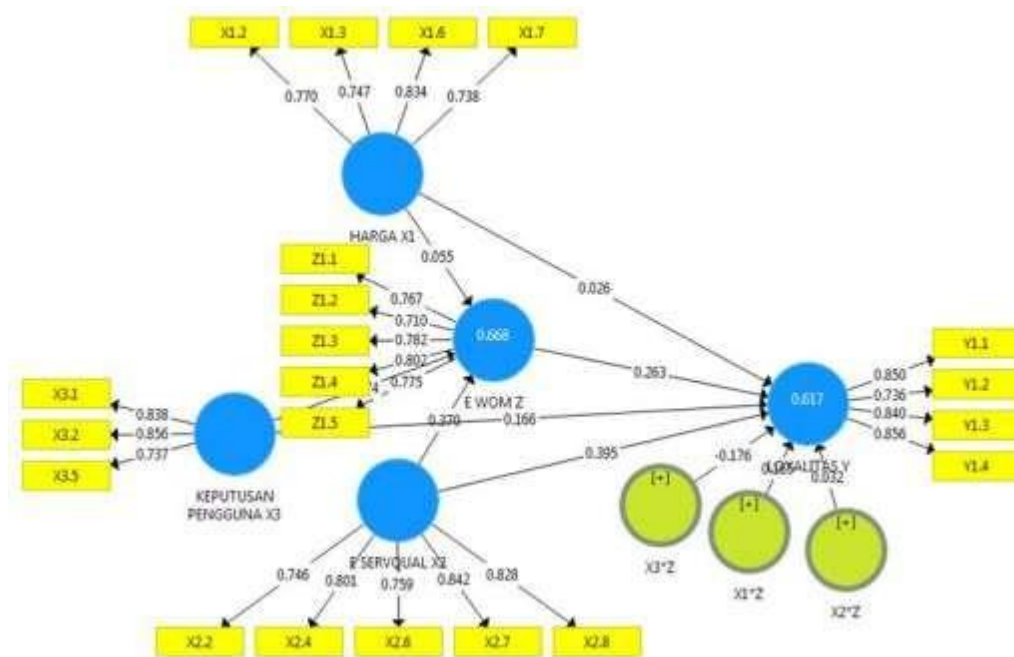 X1.2 X1.3 X1.6 X1.7
0.770 0.747 0.834 0.738
HARGA X1
0.055
0.026
Z1.1
Z1.2
Z1.3
Z1.4
Z1.5
0.767
0.710
0.782
0.802
0.775
0.668
E WOM Z
0.263
0.166
0.370
0.395
X3.1
X3.2
X3.5
0.838
0.856
0.737
KEPUTUSAN
PENGGUNA X3
E SERVQUAL X2
0.746 0.801 0.759 0.842 0.828
X2.2 X2.4 X2.6 X2.7 X2.8
0.617
LOYALITAS Y
0.850
0.736
0.840
0.856
Y1.1
Y1.2
Y1.3
Y1.4
-0.176
0.032
[+]
[+]
[+]
X3*Z
X1*Z
X2*Z